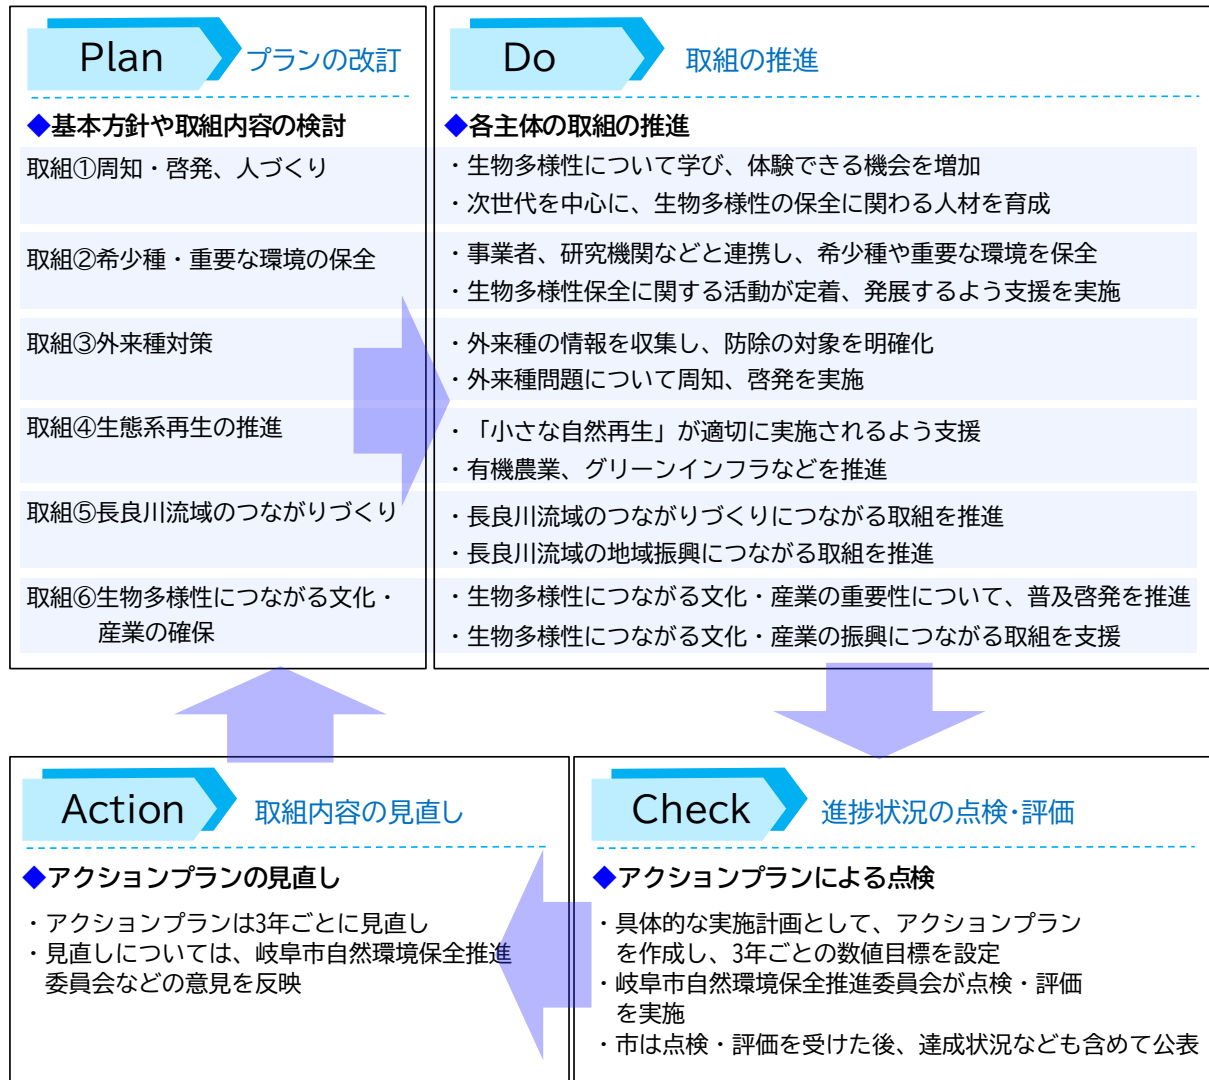 Plan
プランの改訂
◆基本方針や取組内容の検討
取組①周知・啓発、人づくり
取組②希少種・重要な環境の保全
取組③外来種対策
取組④生態系再生の推進
取組⑤長良川流域のつながりづくり
取組⑥生物多様性につながる文化・
産業の確保
Do
取組の推進
◆各主体の取組の推進
・生物多様性について学び、体験できる機会を増加
・次世代を中心に、生物多様性の保全に関わる人材を育成
・事業者、研究機関などと連携し、希少種や重要な環境を保全
・生物多様性保全に関する活動が定着、発展するよう支援を実施
・外来種の情報を収集し、防除の対象を明確化
・外来種問題について周知、啓発を実施
・「小さな自然再生」が適切に実施されるよう支援
・有機農業、グリーンインフラなどを推進
・長良川流域のつながりづくりにつながる取組を推進
・長良川流域の地域振興につながる取組を推進
・生物多様性につながる文化・産業の重要性について、普及啓発を推進
・生物多様性につながる文化・産業の振興につながる取組を支援
Action
取組内容の見直し
◆アクションプランの見直し
・アクションプランは3年ごとに見直し
・見直しについては、岐阜市自然環境保全推進
委員会などの意見を反映
Check
進捗状況の点検・評価
◆アクションプランによる点検
・具体的な実施計画として、アクションプラン
を作成し、3年ごとの数値目標を設定
・岐阜市自然環境保全推進委員会が点検・評価
を実施
・市は点検・評価を受けた後、達成状況なども含めて公表